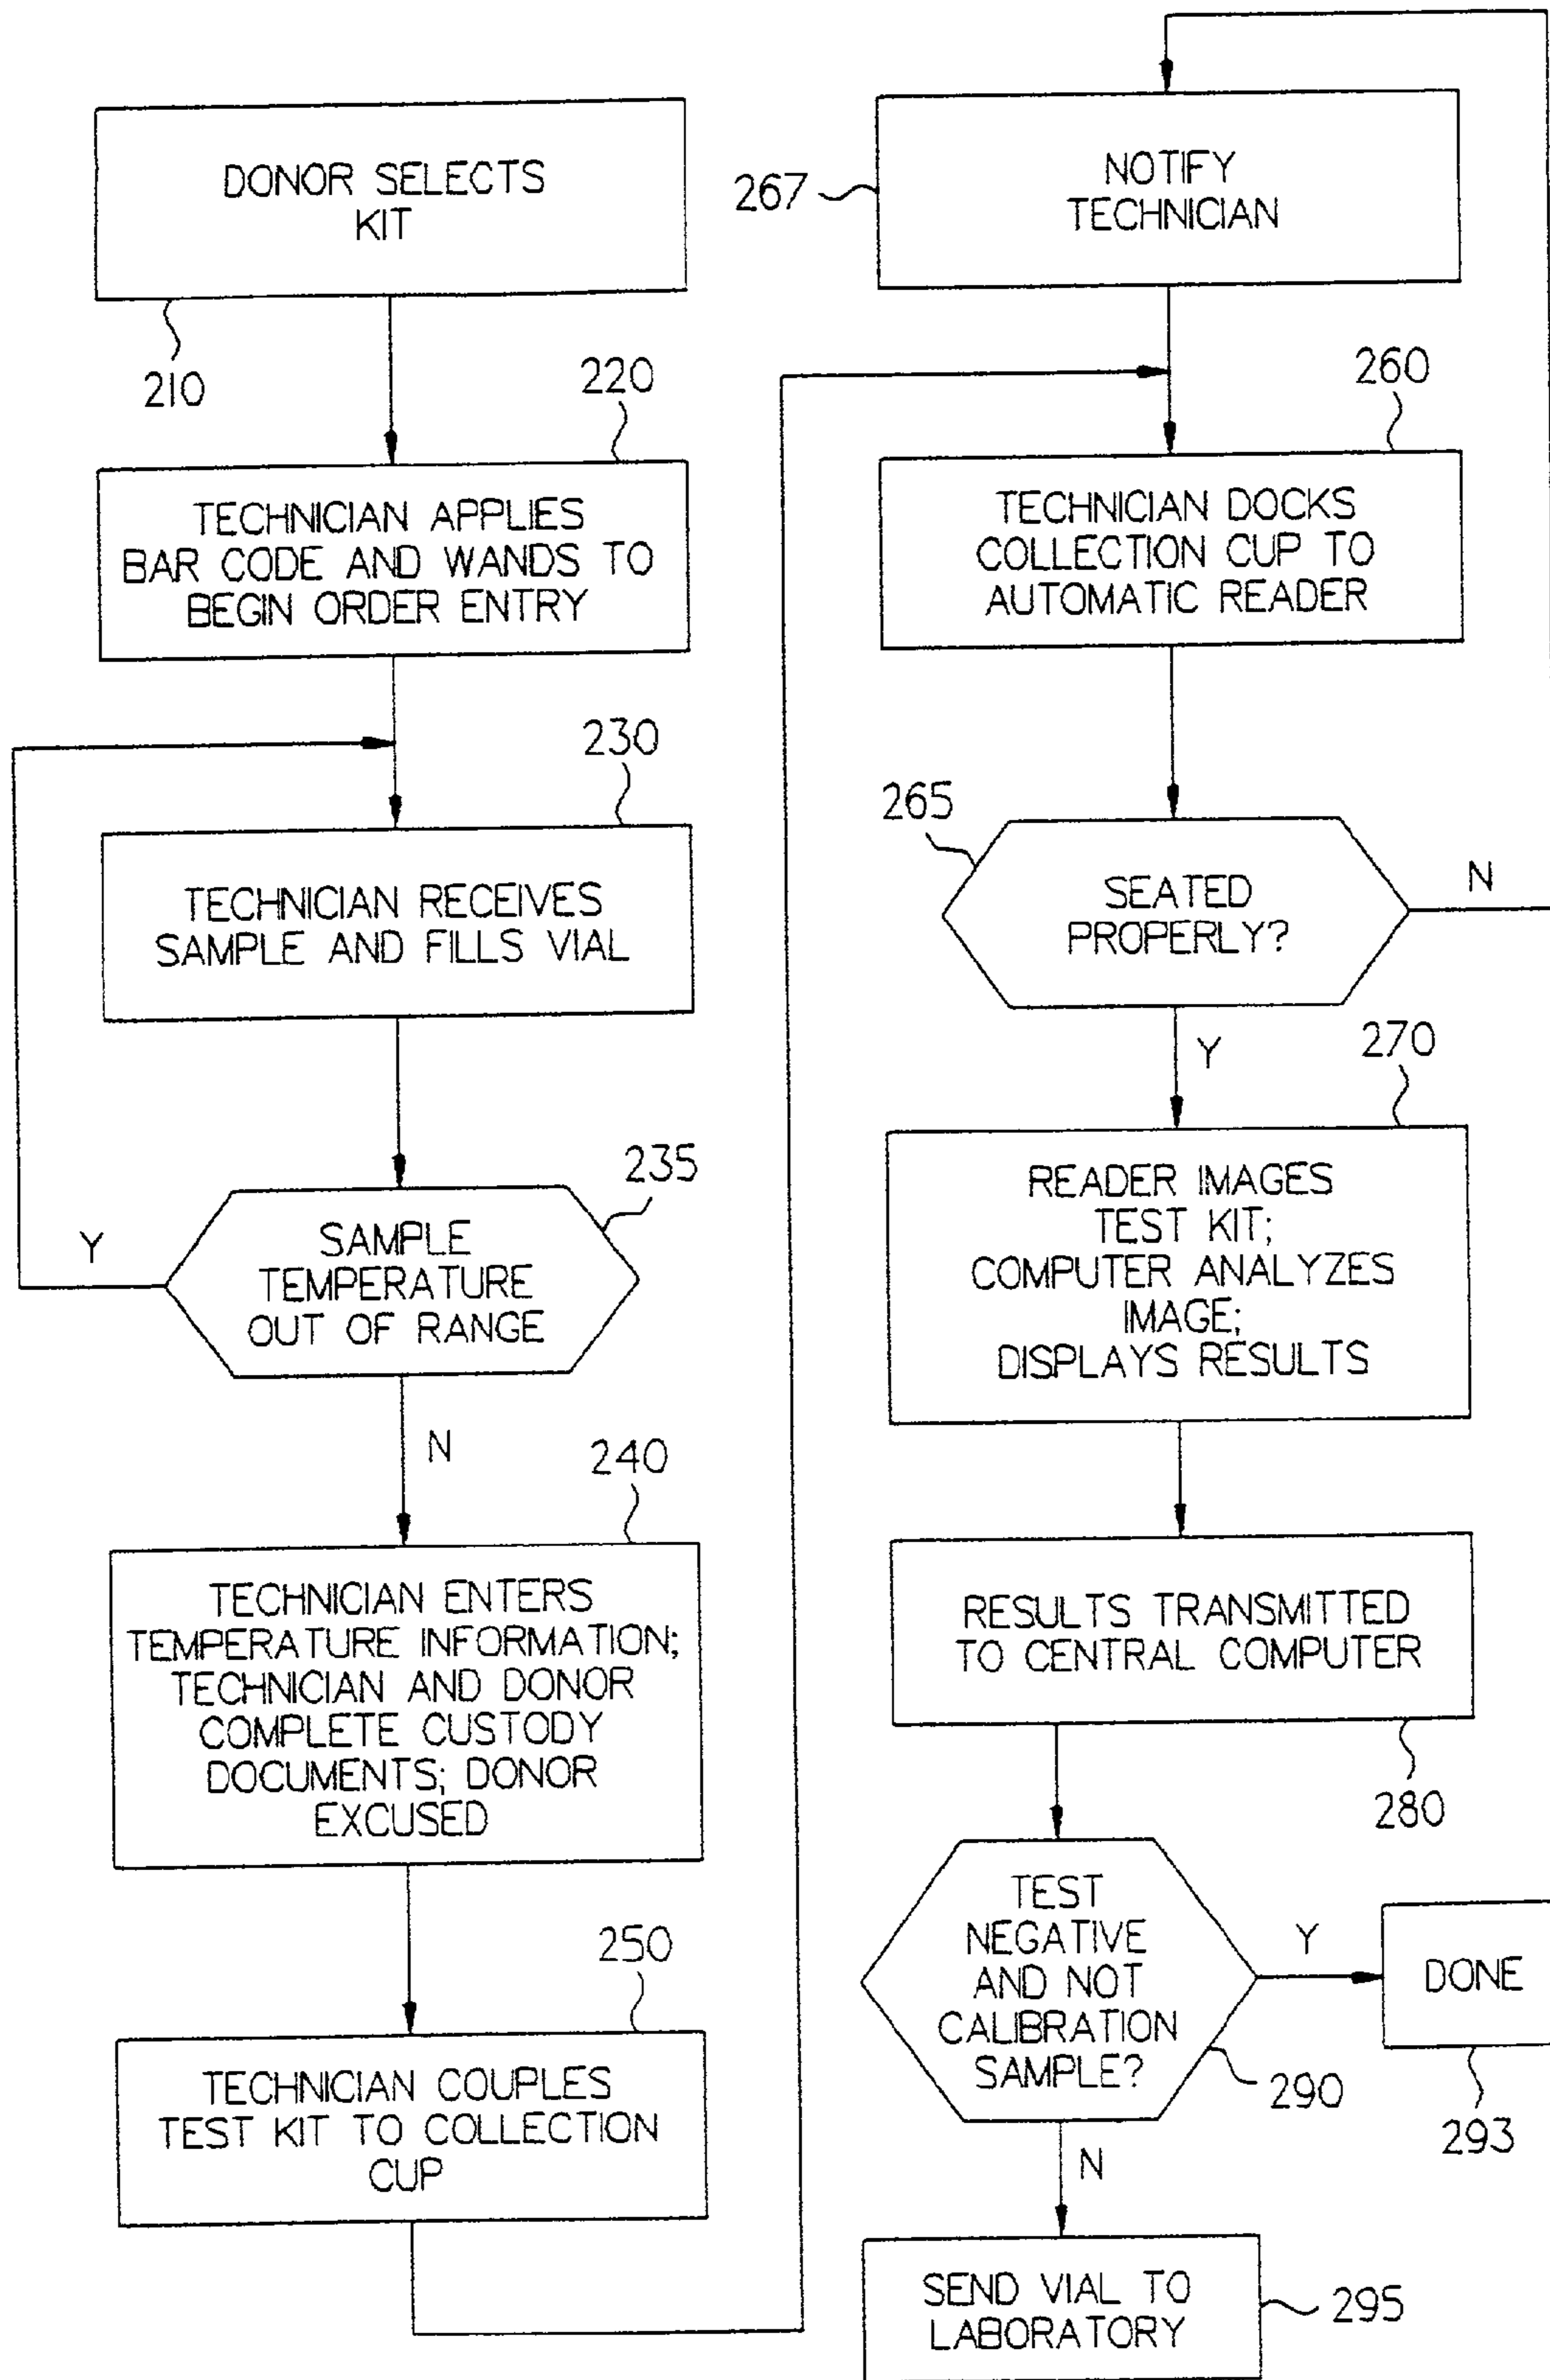 DONOR SELECTS
KIT
210
220
TECHNICIAN APPLIES
BAR CODE AND WANDS TO
BEGIN ORDER ENTRY
230
TECHNICIAN RECEIVES
SAMPLE AND FILLS VIAL
235
SAMPLE
TEMPERATURE
OUT OF RANGE
Y
N
240
TECHNICIAN ENTERS
TEMPERATURE INFORMATION;
TECHNICIAN AND DONOR
COMPLETE CUSTODY
DOCUMENTS; DONOR
EXCUSED
250
TECHNICIAN COUPLES
TEST KIT TO COLLECTION
CUP
267
NOTIFY
TECHNICIAN
260
TECHNICIAN DOCKS
COLLECTION CUP TO
AUTOMATIC READER
265
SEATED
PROPERLY?
N
Y
270
READER IMAGES
TEST KIT;
COMPUTER ANALYZES
IMAGE;
DISPLAYS RESULTS
RESULTS TRANSMITTED
TO CENTRAL COMPUTER
280
TEST
NEGATIVE
AND NOT
CALIBRATION
SAMPLE?
290
Y
DONE
293
N
SEND VIAL TO
LABORATORY
295